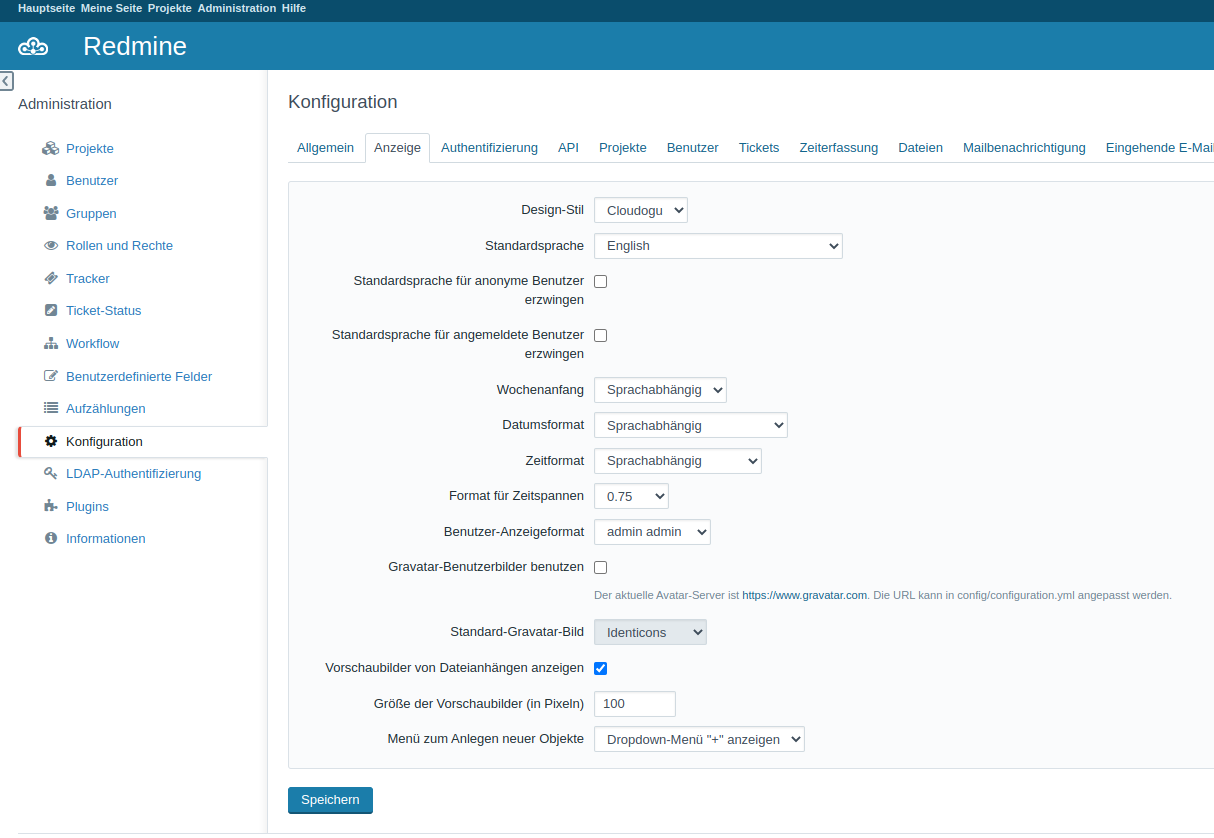 Hauptseite Meine Seite Projekte Administration Hilfe
Redmine
Administration
Projekte
Benutzer
Gruppen
Rollen und Rechte
Tracker
Ticket-Status
Workflow
Benutzerdefinierte Felder
Aufzählungen
Konfiguration
LDAP-Authentifizierung
Plugins
Informationen
Konfiguration
Allgemein Anzeige Authentifizierung API Projekte Benutzer Tickets Zeiterfassung Dateien Mailbenachrichtigung Eingehende E-Mai
Design-Stil Cloudogu
Standardsprache English
Standardsprache für anonyme Benutzer
erzwingen
Standardsprache für angemeldete Benutzer
erzwingen
Wochenanfang Sprachabhängig
Datumsformat Sprachabhängig
Zeitformat Sprachabhängig
Format für Zeitspannen 0.75
Benutzer-Anzeigeformat admin admin
Gravatar-Benutzerbilder benutzen
Der aktuelle Avatar-Server ist https://www.gravatar.com. Die URL kann in config/configuration.yml angepasst werden.
Standard-Gravatar-Bild Identicons
Vorschaubilder von Dateianhängen anzeigen
Größe der Vorschaubilder (in Pixeln) 100
Menü zum Anlegen neuer Objekte Dropdown-Menü "+" anzeigen
Speichern